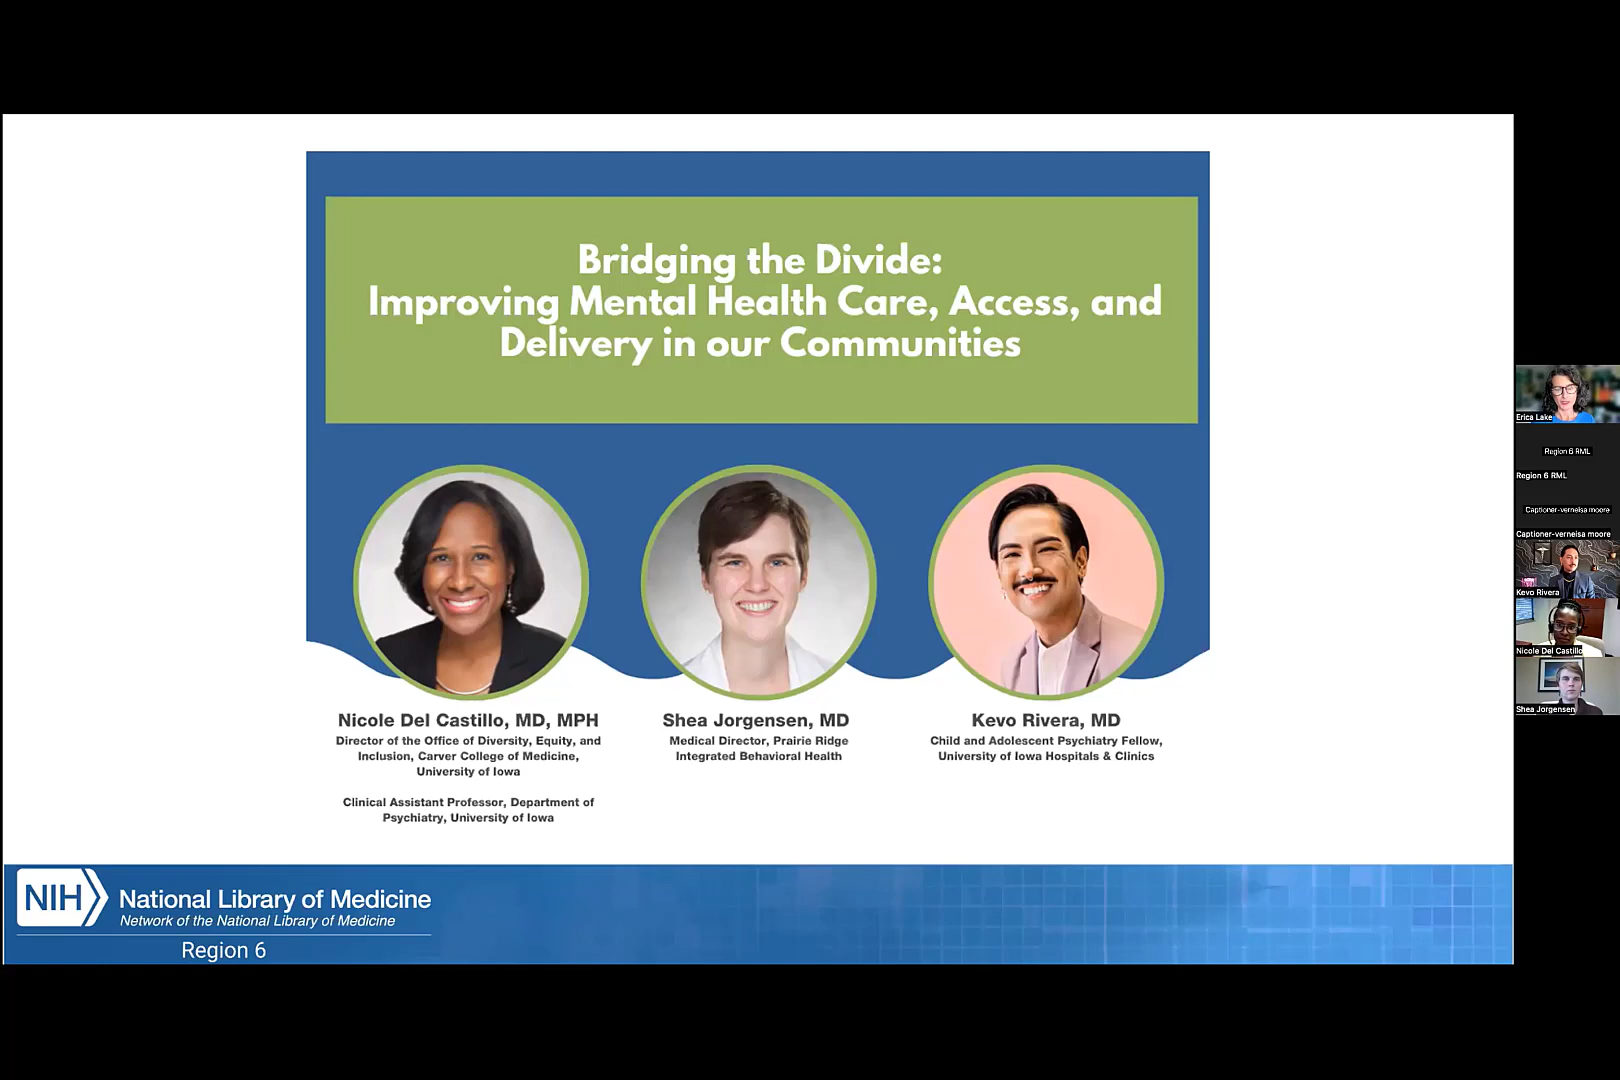 Bridging the Divide:
Improving Mental Health Care, Access, and
Delivery in our Communities
Nicole Del Castillo, MD, MPH
Director of the Office of Diversity, Equity, and
Inclusion, Carver College of Medicine,
University of Iowa
Clinical Assistant Professor, Department of
Psychiatry, University of Iowa
Shea Jorgensen, MD
Medical Director, Prairie Ridge
Integrated Behavioral Health
Kevo Rivera, MD
Child and Adolescent Psychiatry Fellow,
University of Iowa Hospitals & Clinics
NIH
National Library of Medicine
Network of the National Library of Medicine
Region 6
Erica Lake
Region 6 RML
Region 6 RML
Captioner-verneisa moore
Captioner-verneisa moore
Kevo Rivera
Nicole Del Castillo
Shea Jorgensen